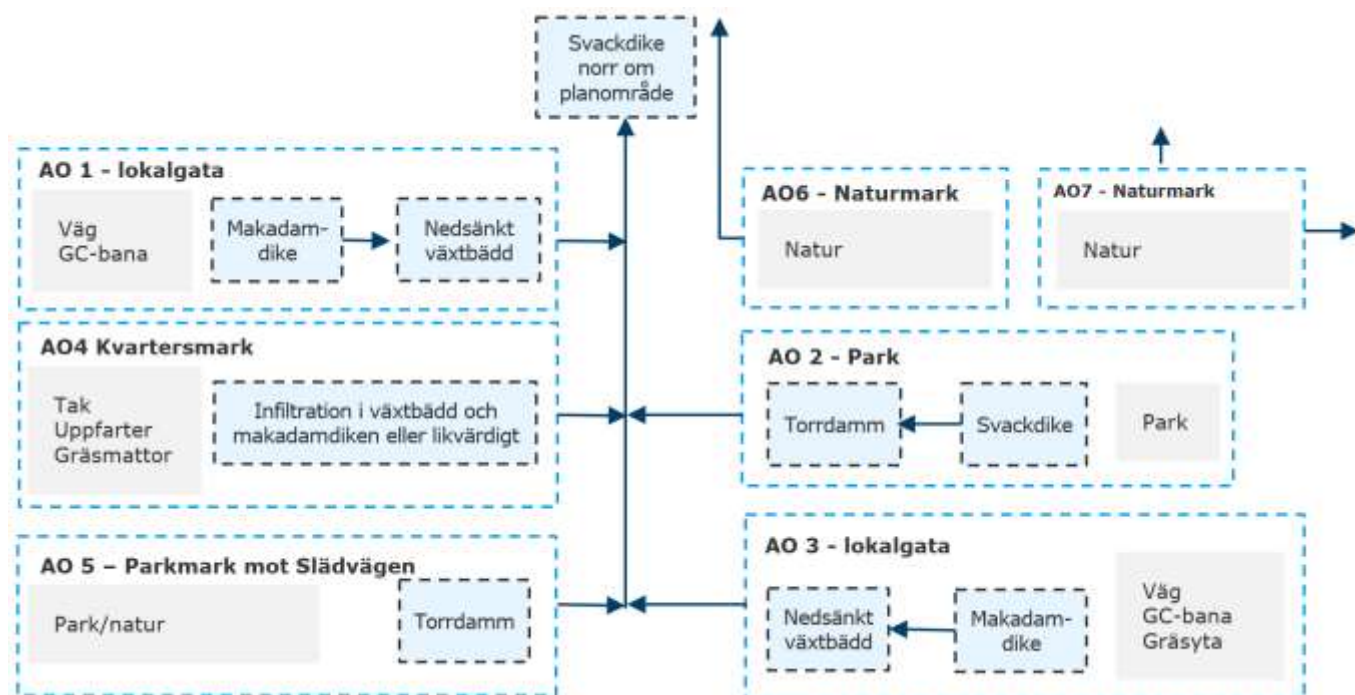 Svackdike
norr om
planområde
AO 1 - lokalgata
Väg
GC-bana
Makadam-
dike
Nedsänkt
växtbädd
AO6 - Naturmark
Natur
AO7 - Naturmark
Natur
AO4 Kvartersmark
Tak
Uppfarter
Gräsmattor
Infiltration i växtbädd och
makadamdiken eller likvärdigt
AO 2 - Park
Torrdamm
Svackdike
Park
AO 5 – Parkmark mot Slädvägen
Park/natur
Torrdamm
AO 3 - lokalgata
Nedsänkt
växtbädd
Makadam-
dike
Väg
GC-bana
Gräsyta